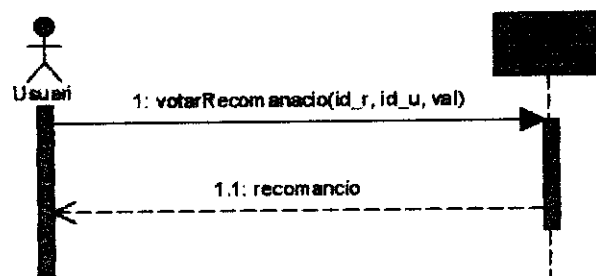 Usuari
1: votarRecomanacio(id_r, id_u, val)
1.1: recomancio